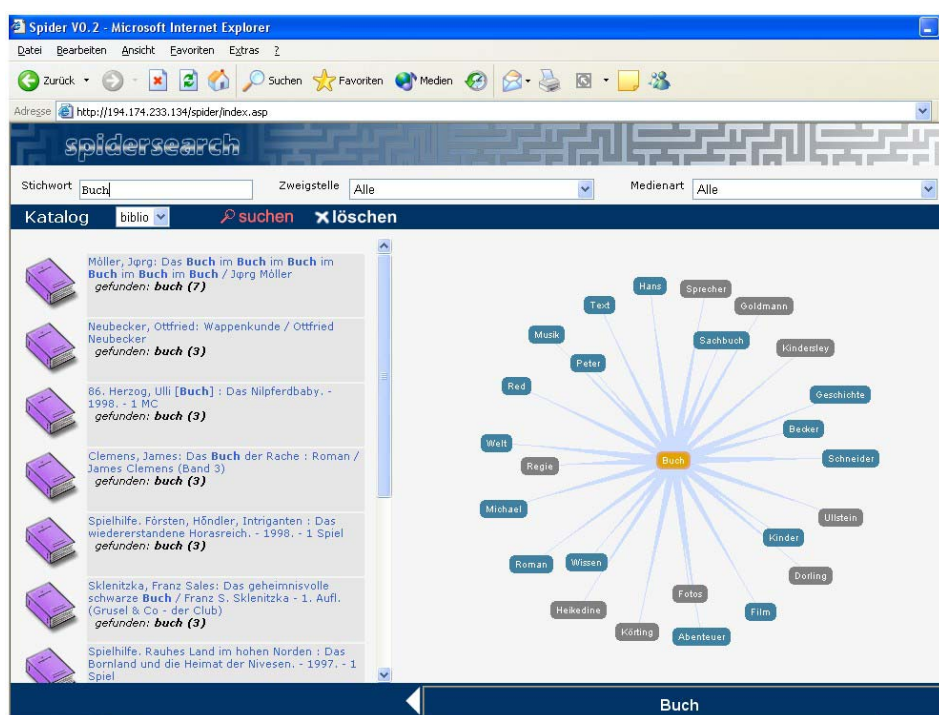 Spider V0.2 - Microsoft Internet Explorer
Datei Bearbeiten Ansicht Favoriten Extras ?
Zurück Suchen Favoriten Medien
Adresse http://194.174.233.134/spider/index.asp
spidersearch
Stichwort Buch Zweigstelle Alle Medienart Alle
Katalog biblio suchen löschen
Möller, Jφrg: Das Buch im Buch im Buch im
Buch im Buch im Buch / Jφrg Möller
gefunden: buch (7)
Neubecker, Ottfried: Wappenkunde / Ottfried
Neubecker
gefunden: buch (3)
86. Herzog, Ulli [Buch] : Das Nilpferdbaby. -
1998. - 1 MC
gefunden: buch (3)
Clemens, James: Das Buch der Rache : Roman /
James Clemens (Band 3)
gefunden: buch (3)
Spielhilfe. Fórsten, Hõndler, Intriganten : Das
wiedererstandene Horasreich. - 1998. - 1 Spiel
gefunden: buch (3)
Sklenitzka, Franz Sales: Das geheimnisvolle
schwarze Buch / Franz S. Sklenitzka - 1. Aufl.
(Grusel & Co - der Club)
gefunden: buch (3)
Spielhilfe. Rauhes Land im hohen Norden : Das
Bornland und die Heimat der Nivesen. - 1997. - 1
Spiel
Hans
Sprecher
Text
Goldmann
Musik
Sachbuch
Kindersley
Peter
Red
Geschichte
Becker
Welt
Schneider
Regie
Buch
Michael
Ullstein
Kinder
Roman
Wissen
Dorling
Fotos
Heikedine
Film
Körting
Abenteuer
Buch